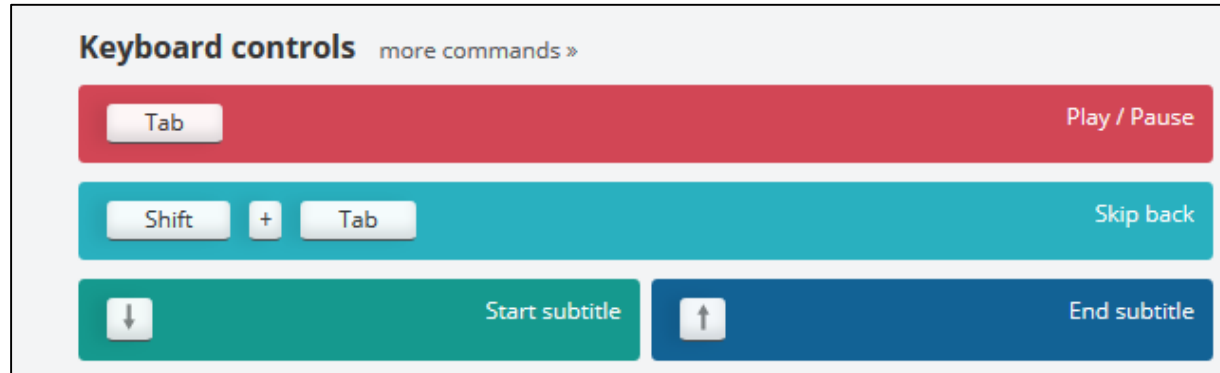 Keyboard controls more commands »
Tab Play / Pause
Shift + Tab Skip back
↓ Start subtitle ↑ End subtitle